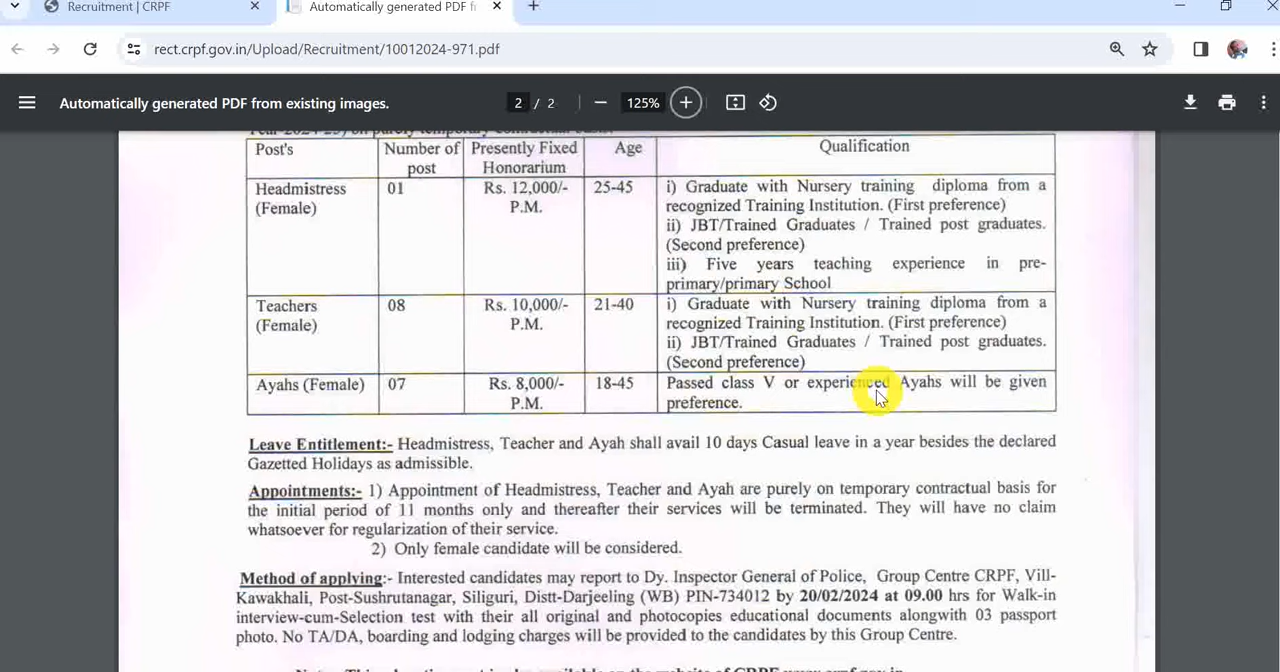 Recruitment | CRPF
Automatically generated PDF f
rect.crpf.gov.in/Upload/Recruitment/10012024-971.pdf
Automatically generated PDF from existing images.
2 / 2
125%
Year-2024-25) on purely temporary contractual basis.
Post's
Number of post
Presently Fixed Honorarium
Age
Qualification
Headmistress (Female)
01
Rs. 12,000/- P.M.
25-45
i) Graduate with Nursery training diploma from a
recognized Training Institution. (First preference)
ii) JBT/Trained Graduates / Trained post graduates.
(Second preference)
iii) Five years teaching experience in pre-
primary/primary School
Teachers (Female)
08
Rs. 10,000/- P.M.
21-40
i) Graduate with Nursery training diploma from a
recognized Training Institution. (First preference)
ii) JBT/Trained Graduates / Trained post graduates.
(Second preference)
Ayahs (Female)
07
Rs. 8,000/- P.M.
18-45
Passed class V or experienced Ayahs will be given
preference.
Leave Entitlement:- Headmistress, Teacher and Ayah shall avail 10 days Casual leave in a year besides the declared
Gazetted Holidays as admissible.
Appointments:- 1) Appointment of Headmistress, Teacher and Ayah are purely on temporary contractual basis for
the initial period of 11 months only and thereafter their services will be terminated. They will have no claim
whatsoever for regularization of their service.
2) Only female candidate will be considered.
Method of applying:- Interested candidates may report to Dy. Inspector General of Police, Group Centre CRPF, Vill-
Kawakhali, Post-Sushrutanagar, Siliguri, Distt-Darjeeling (WB) PIN-734012 by 20/02/2024 at 09.00 hrs for Walk-in
interview-cum-Selection test with their all original and photocopies educational documents alongwith 03 passport
photo. No TA/DA, boarding and lodging charges will be provided to the candidates by this Group Centre.